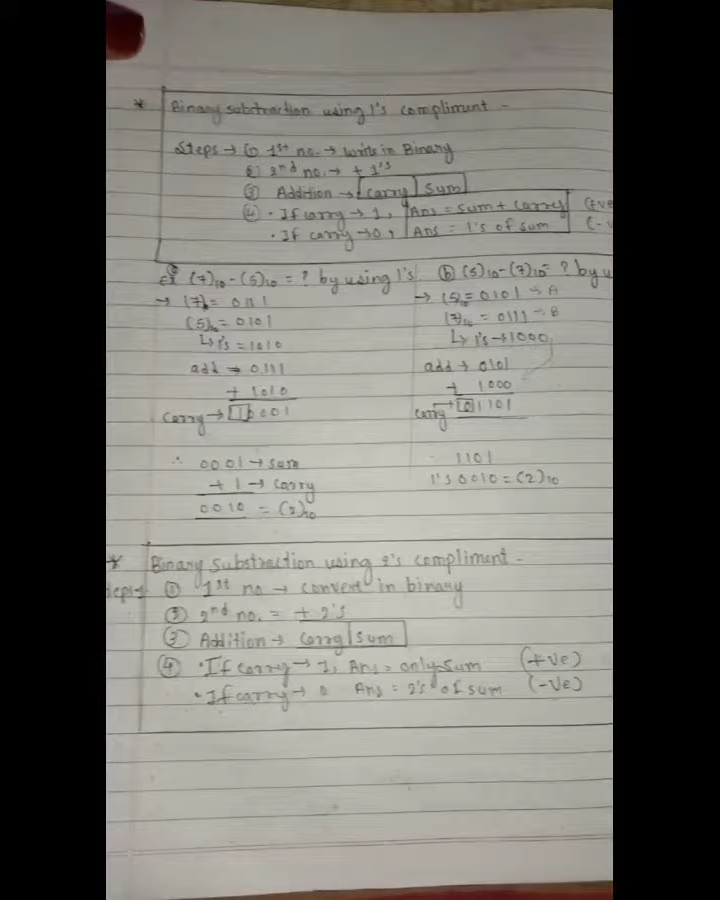 * Binary substraction using 1's compliment -
Steps → ① 1st no. → write in Binary
② 2nd no. → + 1's
③ Addition → carry | sum
④ · If carry → 1, Ans = sum + carry (+ve
· If carry → 0, Ans = 1's of sum (-v
Ex ⓐ (7)10 - (5)10 = ? by using 1's
→ (7)10 = 0111
(5)10 = 0101
↳ 1's = 1010
add → 0111
+ 1010
carry → 1 0001
∴ 0001 → sum
+ 1 → carry
0010 = (2)10
ⓑ (5)10 - (7)10 = ? by u
→ (5)10 = 0101 → A
(7)10 = 0111 → B
↳ 1's → 1000
add → 0101
+ 1000
carry → 0 1101
1101
1's 0010 = (2)10
* Binary substraction using 2's compliment -
teps → ① 1st no → convert in binary
② 2nd no. = + 2's
③ Addition → carry | sum
④ · If carry → 1, Ans = only sum (+ve)
· If carry → 0 Ans = 2's of sum (-ve)